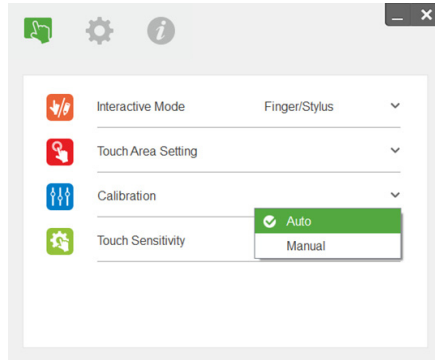 Interactive Mode Finger/Stylus
Touch Area Setting
Calibration
Auto
Touch Sensitivity
Manual